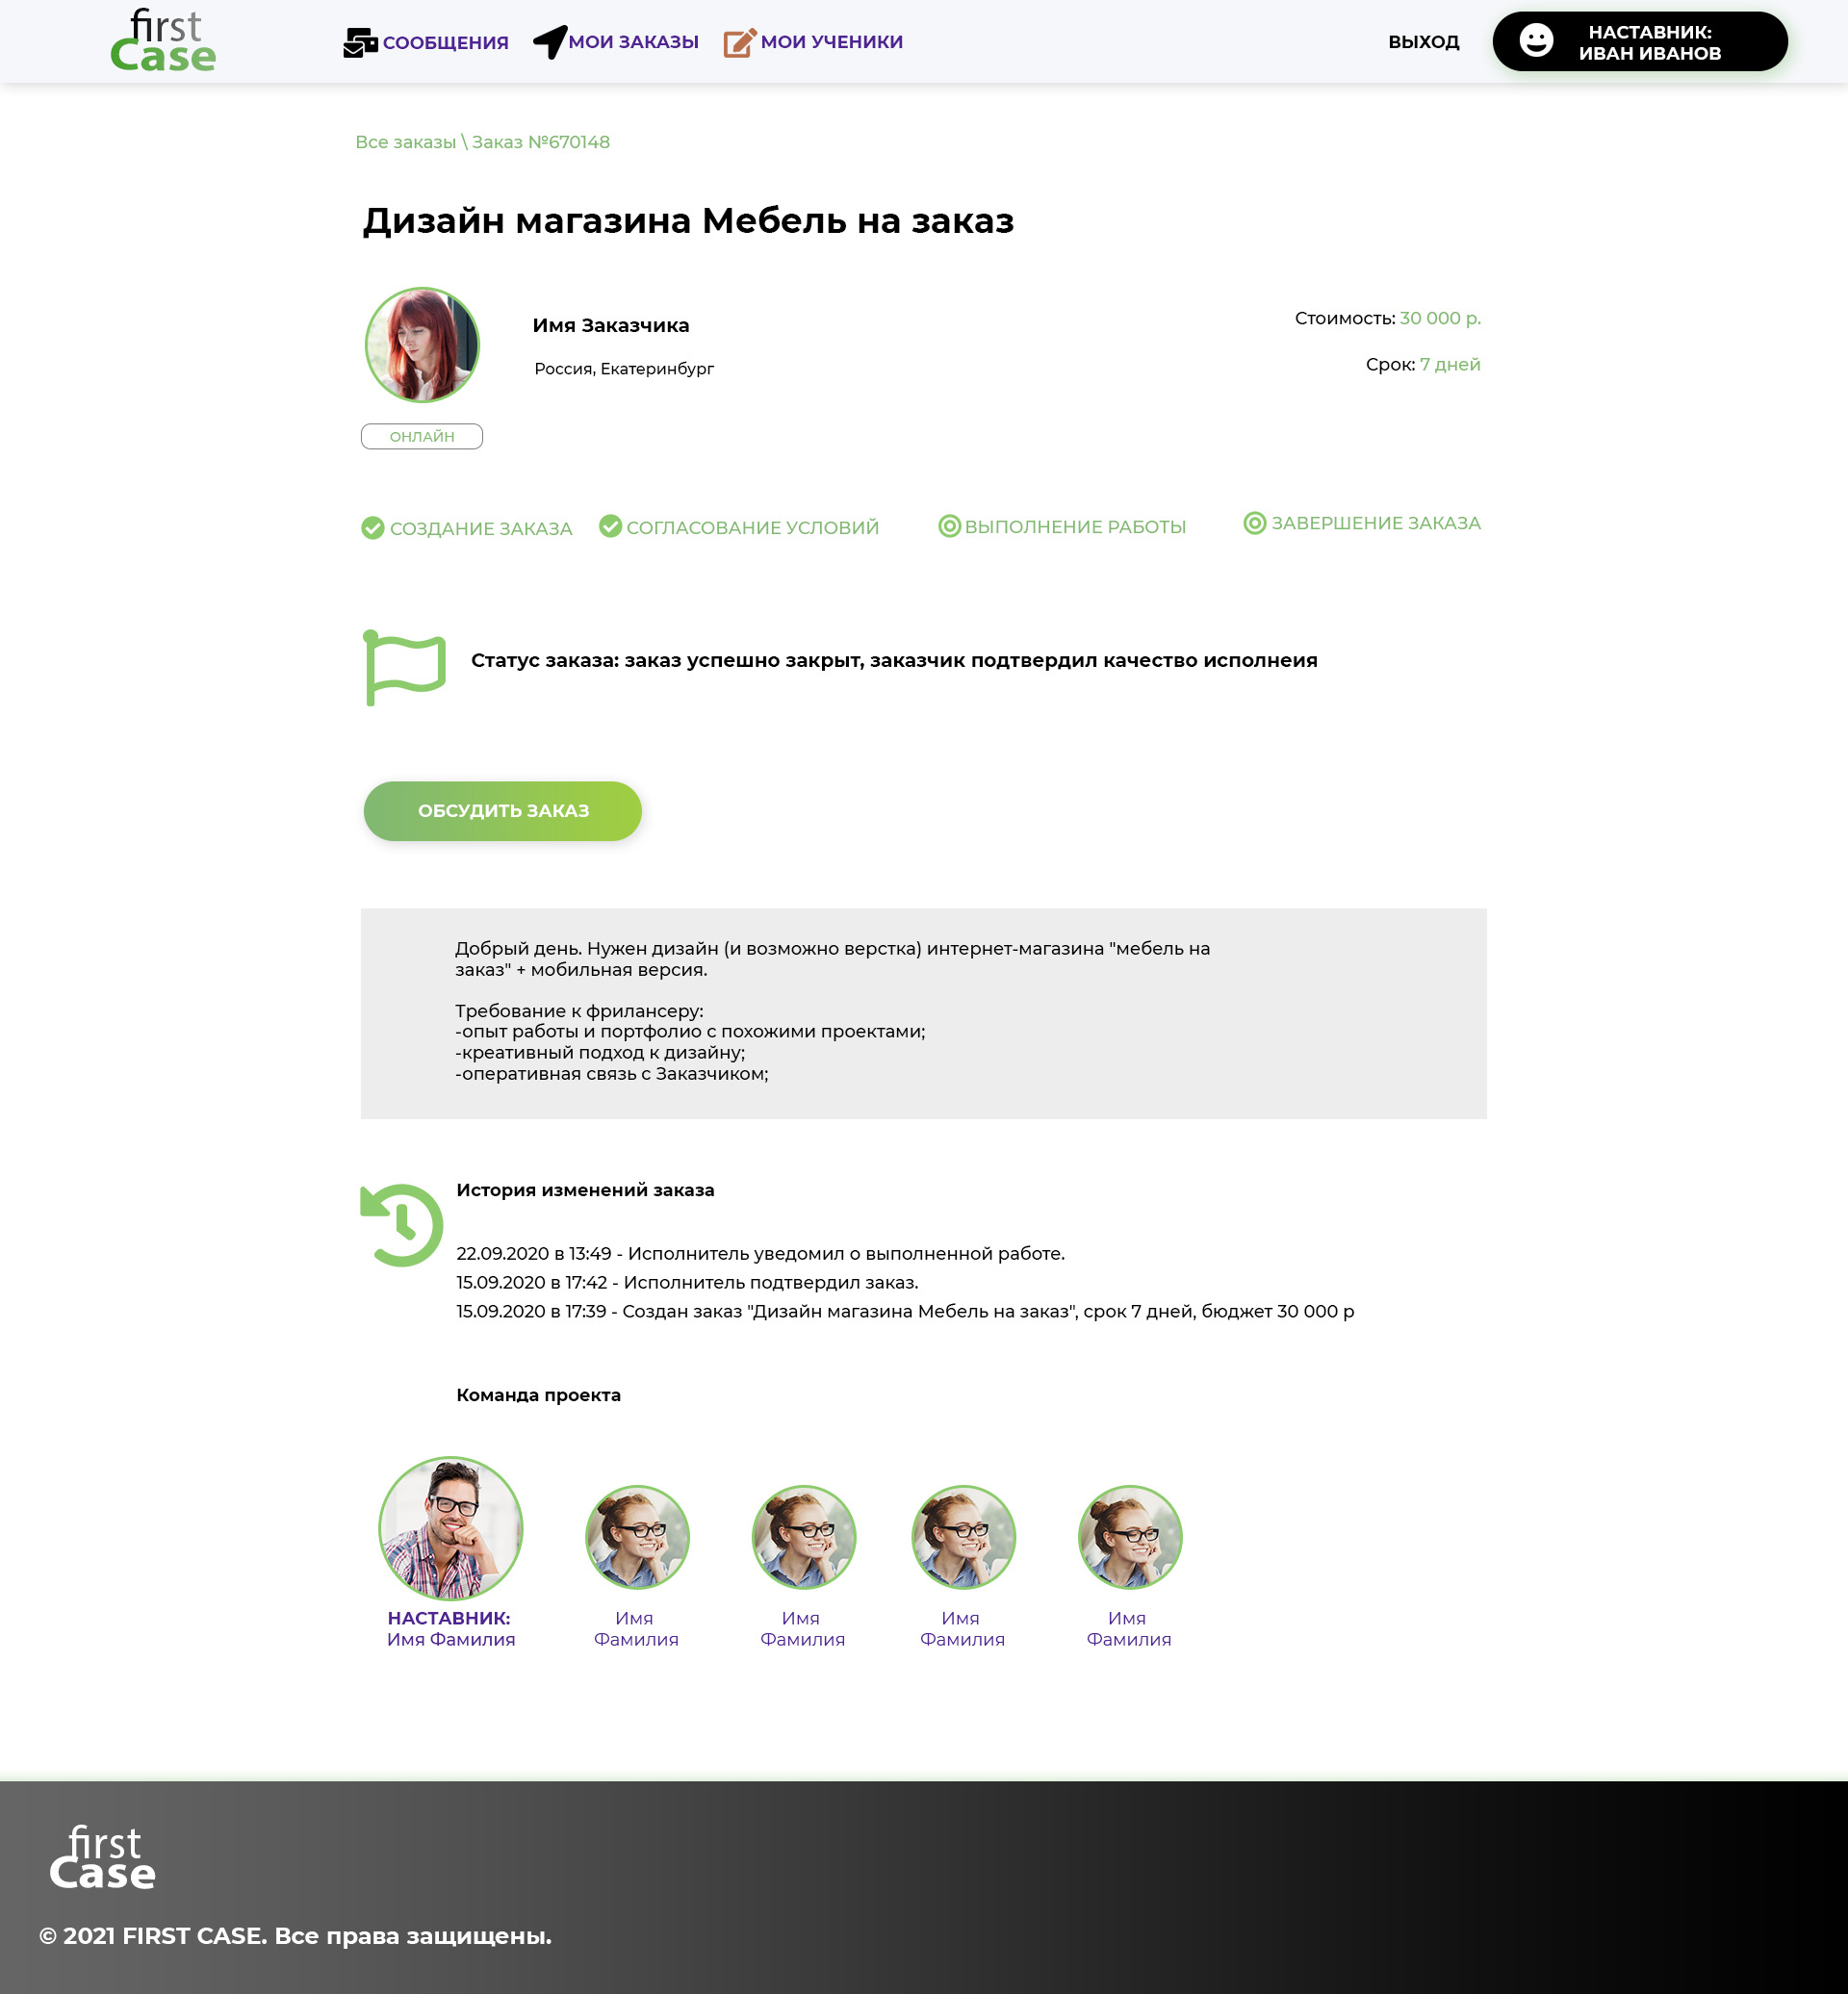 first
Case
СООБЩЕНИЯ
МОИ ЗАКАЗЫ
МОИ УЧЕНИКИ
ВЫХОД
НАСТАВНИК:
ИВАН ИВАНОВ
Все заказы \ Заказ №670148
Дизайн магазина Мебель на заказ
Имя Заказчика
Россия, Екатеринбург
Стоимость: 30 000 р.
Срок: 7 дней
ОНЛАЙН
СОЗДАНИЕ ЗАКАЗА
СОГЛАСОВАНИЕ УСЛОВИЙ
ВЫПОЛНЕНИЕ РАБОТЫ
ЗАВЕРШЕНИЕ ЗАКАЗА
Статус заказа: заказ успешно закрыт, заказчик подтвердил качество исполнеия
ОБСУДИТЬ ЗАКАЗ
Добрый день. Нужен дизайн (и возможно верстка) интернет-магазина "мебель на
заказ" + мобильная версия.
Требование к фрилансеру:
-опыт работы и портфолио с похожими проектами;
-креативный подход к дизайну;
-оперативная связь с Заказчиком;
История изменений заказа
22.09.2020 в 13:49 - Исполнитель уведомил о выполненной работе.
15.09.2020 в 17:42 - Исполнитель подтвердил заказ.
15.09.2020 в 17:39 - Создан заказ "Дизайн магазина Мебель на заказ", срок 7 дней, бюджет 30 000 р
Команда проекта
НАСТАВНИК:
Имя Фамилия
Имя
Фамилия
Имя
Фамилия
Имя
Фамилия
Имя
Фамилия
first
Case
© 2021 FIRST CASE. Все права защищены.